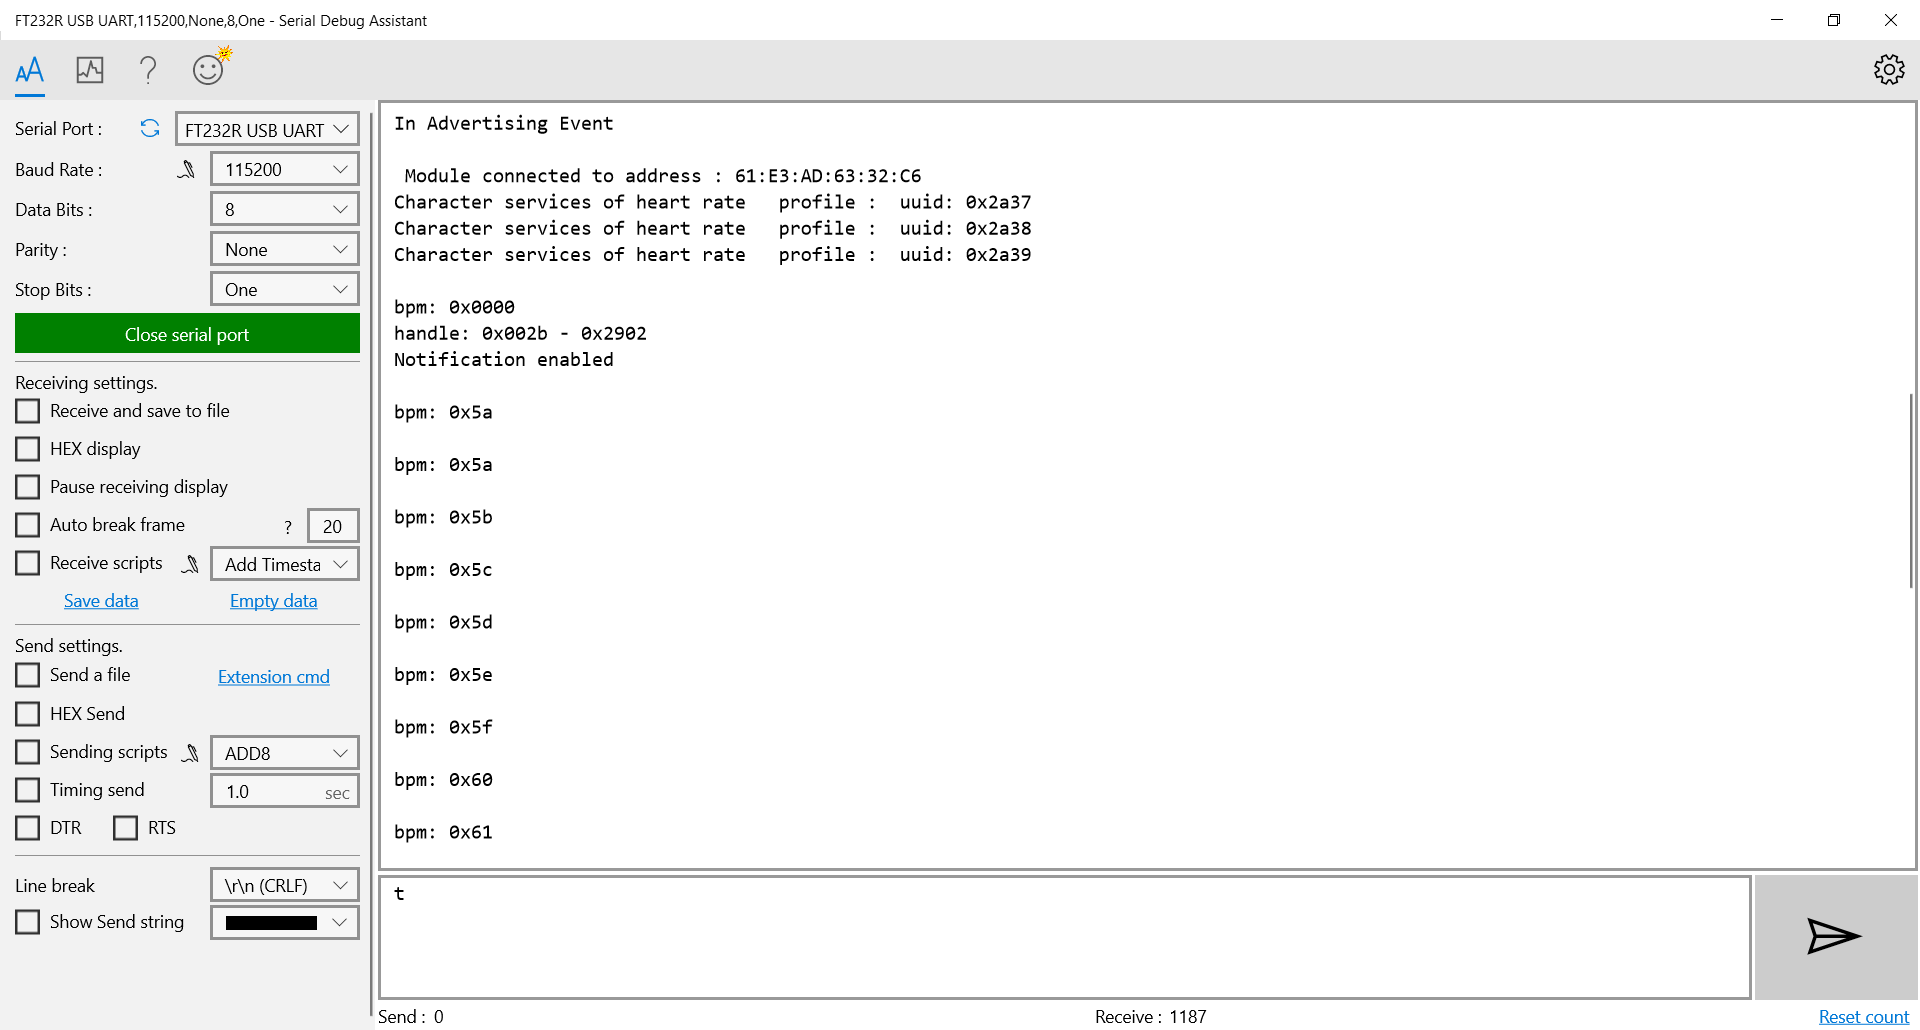 FT232R USB UART,115200,None,8,One - Serial Debug Assistant
Serial Port :
FT232R USB UART
Baud Rate :
115200
Data Bits :
8
Parity :
None
Stop Bits :
One
Close serial port
Receiving settings.
Receive and save to file
HEX display
Pause receiving display
Auto break frame
?
20
Receive scripts
Add Timesta
Save data
Empty data
Send settings.
Send a file
Extension cmd
HEX Send
Sending scripts
ADD8
Timing send
1.0
sec
DTR
RTS
Line break
\r\n (CRLF)
Show Send string
In Advertising Event
Module connected to address : 61:E3:AD:63:32:C6
Character services of heart rate   profile :  uuid: 0x2a37
Character services of heart rate   profile :  uuid: 0x2a38
Character services of heart rate   profile :  uuid: 0x2a39
bpm: 0x0000
handle: 0x002b - 0x2902
Notification enabled
bpm: 0x5a
bpm: 0x5a
bpm: 0x5b
bpm: 0x5c
bpm: 0x5d
bpm: 0x5e
bpm: 0x5f
bpm: 0x60
bpm: 0x61
t
Send : 0
Receive : 1187
Reset count